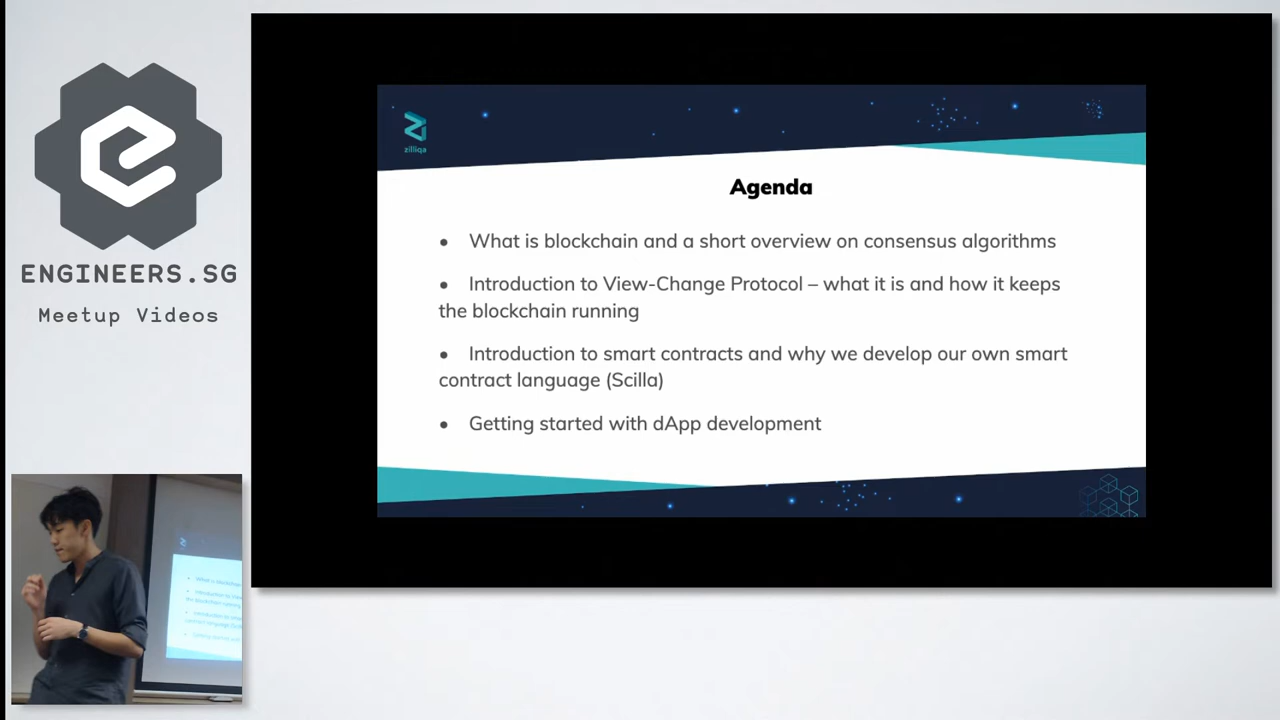 ENGINEERS.SG
Meetup Videos
zilliqa
Agenda
● What is blockchain and a short overview on consensus algorithms
● Introduction to View-Change Protocol – what it is and how it keeps
the blockchain running
● Introduction to smart contracts and why we develop our own smart
contract language (Scilla)
● Getting started with dApp development